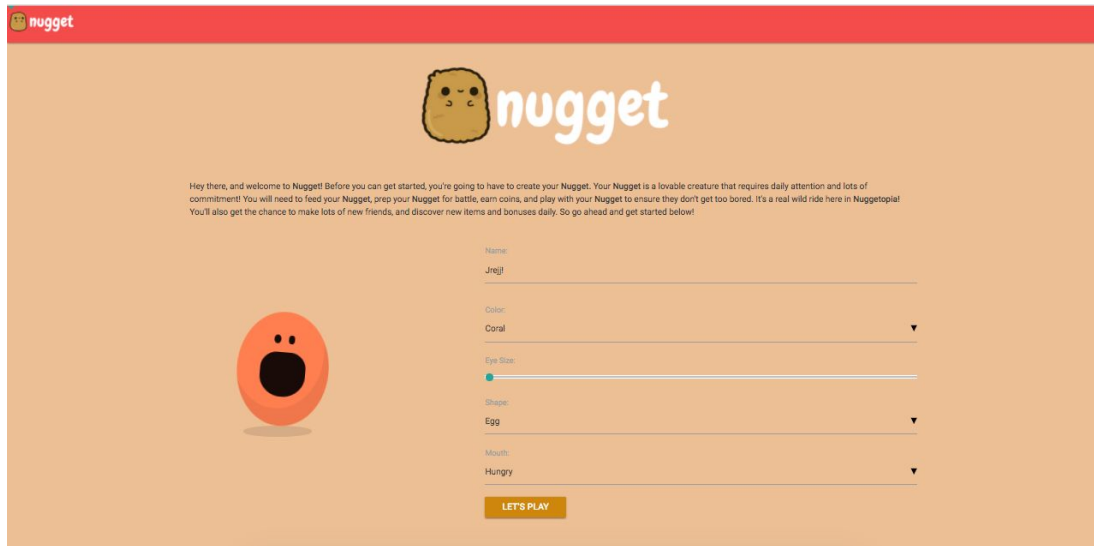 nugget
nugget
Hey there, and welcome to Nugget! Before you can get started, you're going to have to create your Nugget. Your Nugget is a lovable creature that requires daily attention and lots of
commitment! You will need to feed your Nugget, prep your Nugget for battle, earn coins, and play with your Nugget to ensure they don't get too bored. It's a real wild ride here in Nuggetopia!
You'll also get the chance to make lots of new friends, and discover new items and bonuses daily. So go ahead and get started below!
Name:
Jrejj!
Color:
Coral
Eye Size:
Shape:
Egg
Mouth:
Hungry
LET'S PLAY